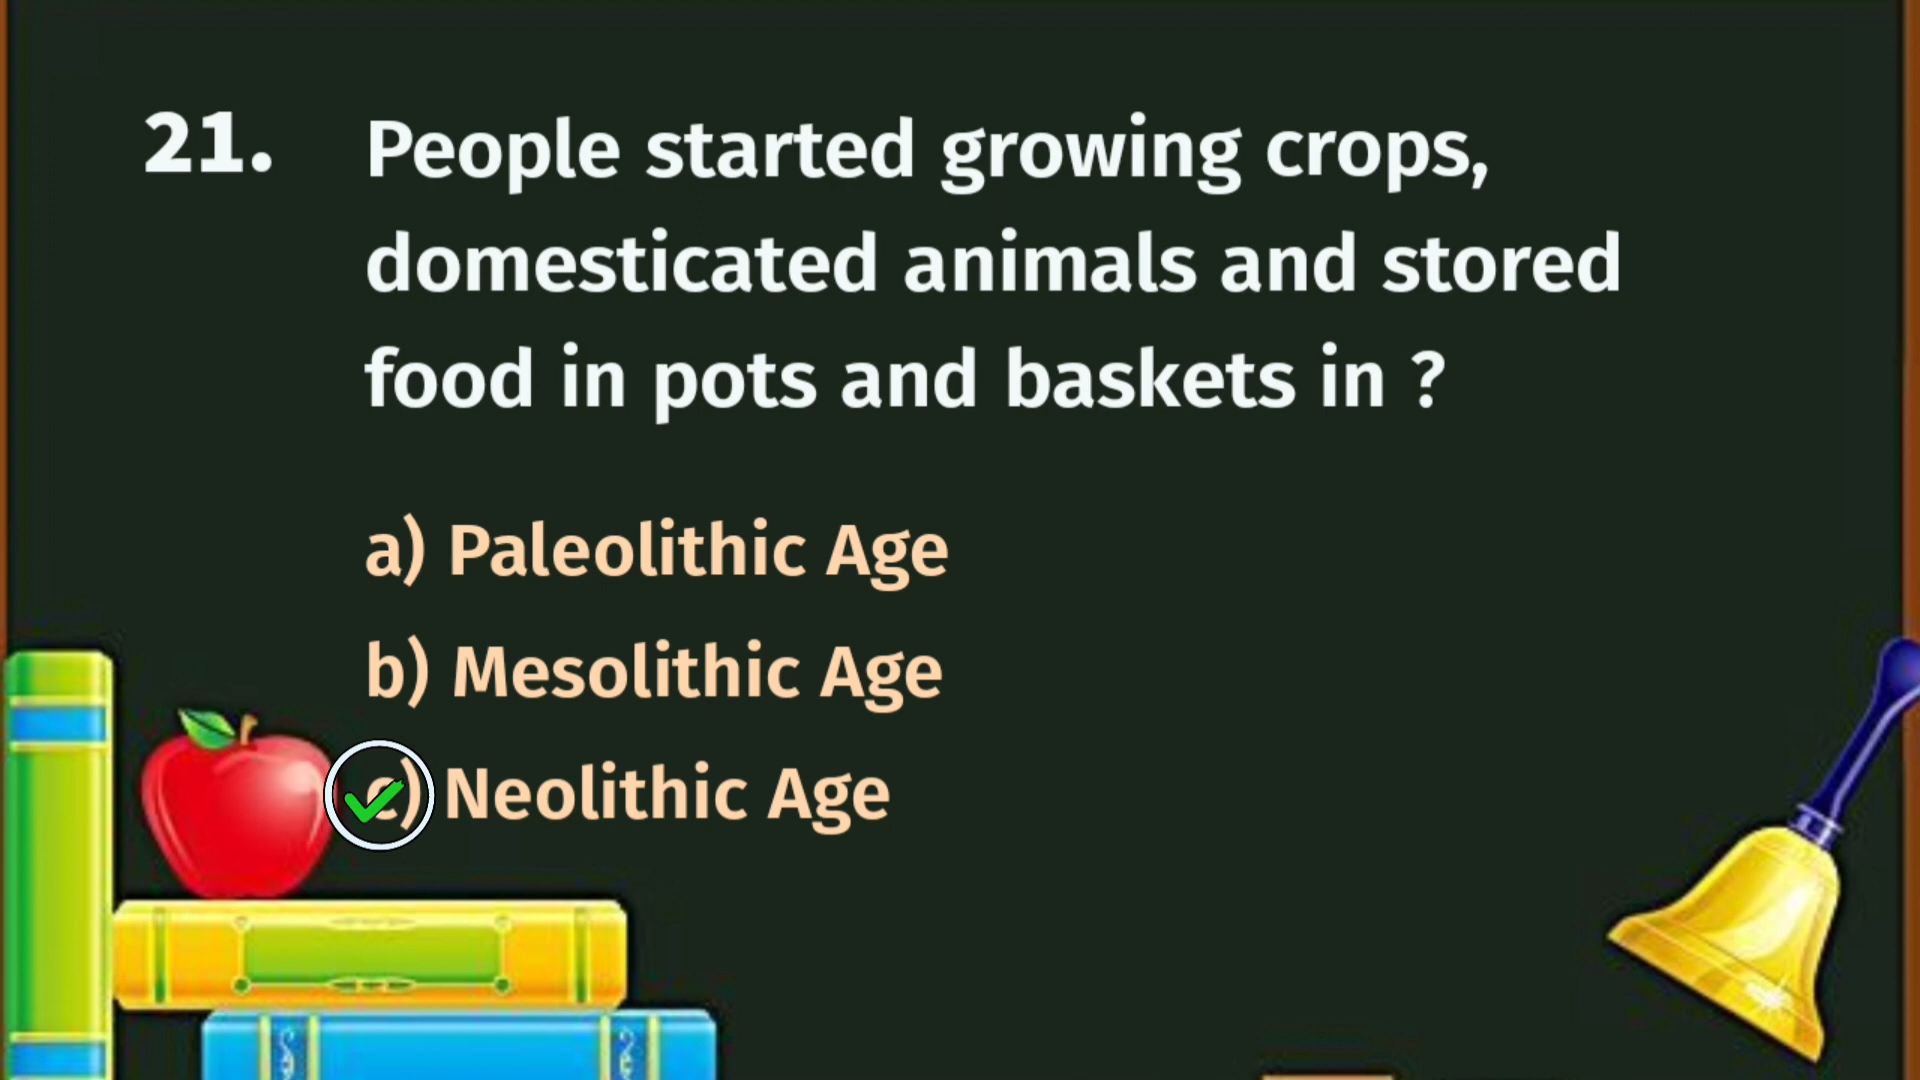 21. People started growing crops,
domesticated animals and stored
food in pots and baskets in ?
a) Paleolithic Age
b) Mesolithic Age
c) Neolithic Age